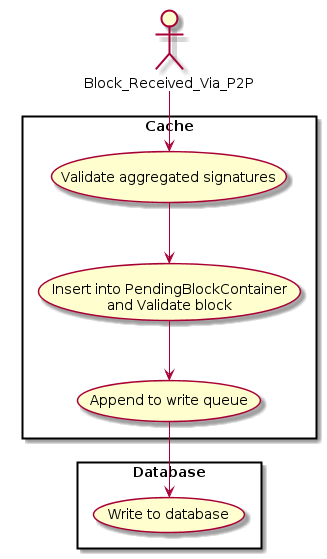 Block_Received_Via_P2P
Cache
Validate aggregated signatures
Insert into PendingBlockContainer
and Validate block
Append to write queue
Database
Write to database